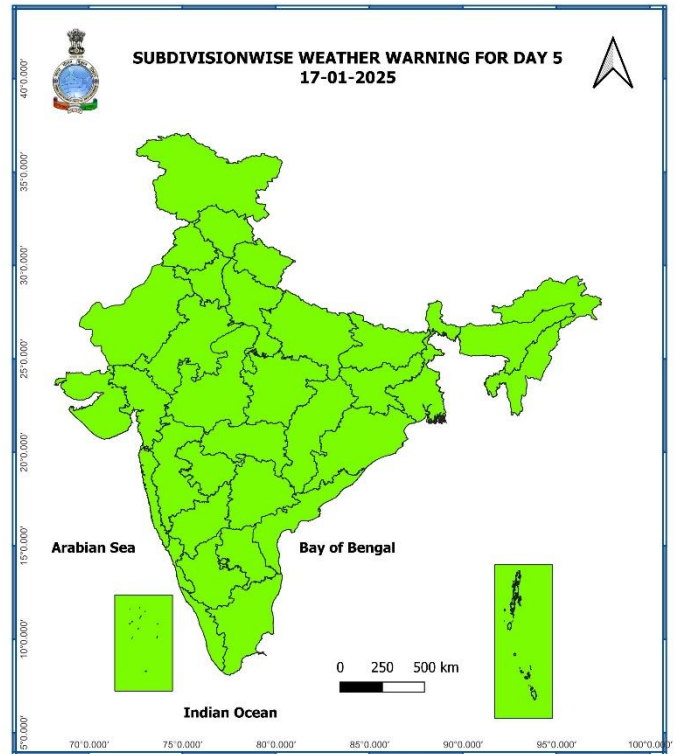 SUBDIVISIONWISE WEATHER WARNING FOR DAY 5
17-01-2025
40°0.000'
35°0.000'
30°0.000'
25°0.000'
20°0.000'
15°0.000'
10°0.000'
5°0.000'
Arabian Sea
Bay of Bengal
0 250 500 km
Indian Ocean
70°0.000' 75°0.000' 80°0.000' 85°0.000' 90°0.000' 95°0.000' 100°0.000'